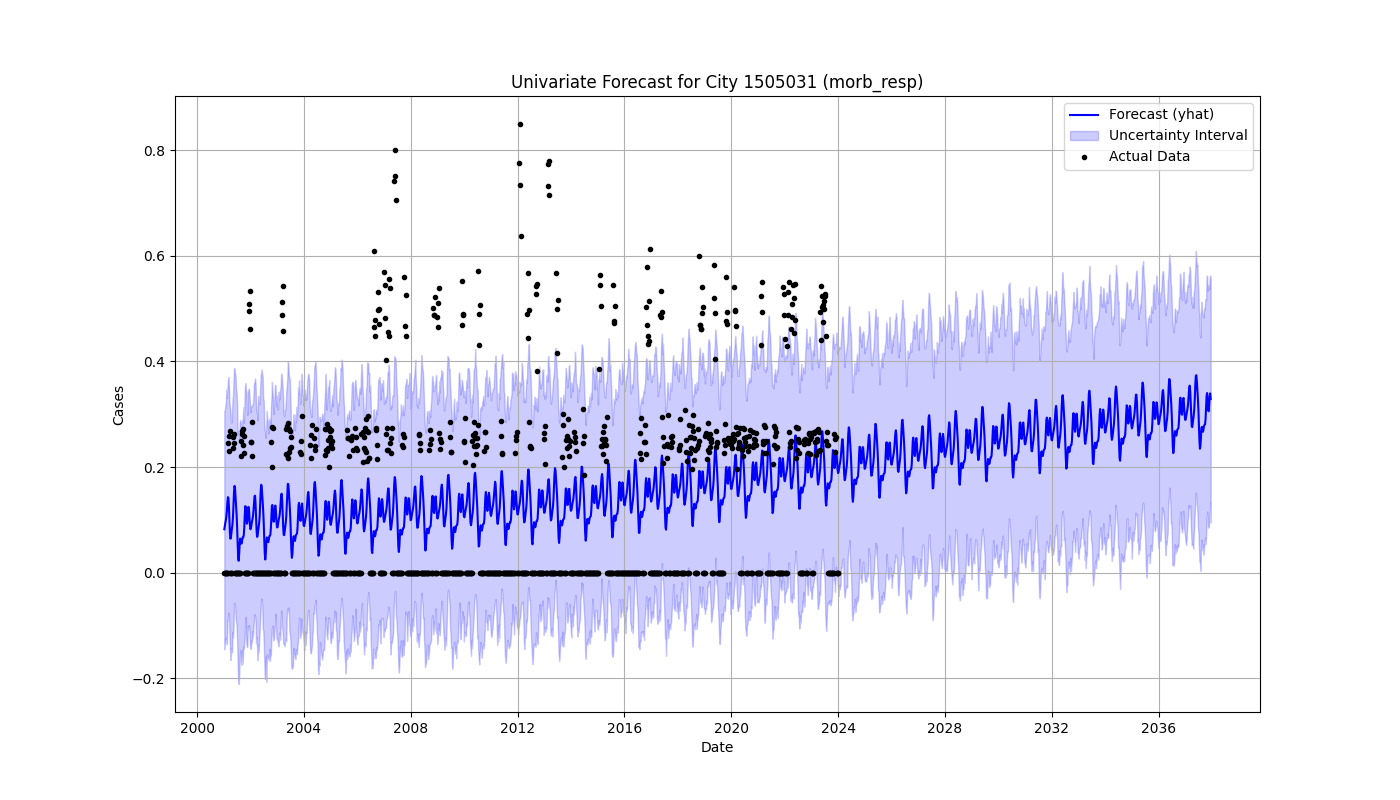 Univariate Forecast for City 1505031 (morb_resp)
Forecast (yhat)
Uncertainty Interval
Actual Data
Cases
0.8
0.6
0.4
0.2
0.0
−0.2
2000 2004 2008 2012 2016 2020 2024 2028 2032 2036
Date